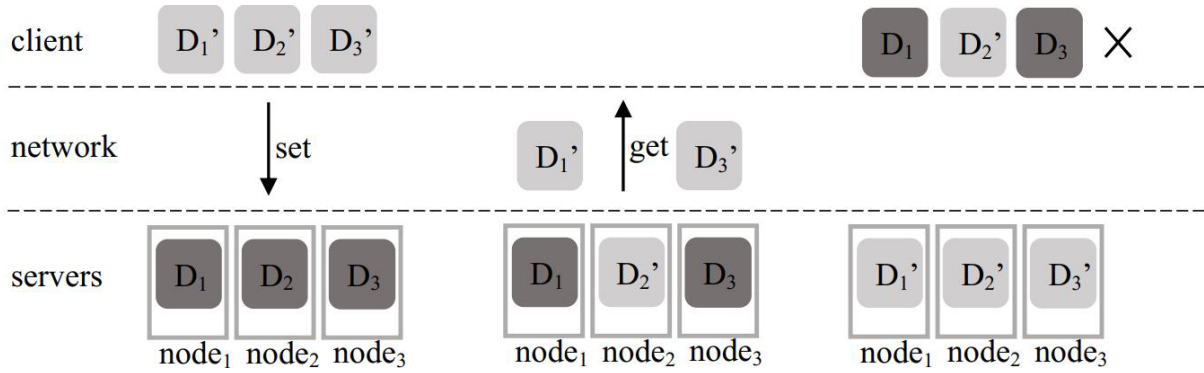 client D₁’ D₂’ D₃’ D₁ D₂’ D₃ ×
network set D₁’ get D₃’
servers D₁ D₂ D₃ D₁ D₂’ D₃ D₁’ D₂’ D₃’
node₁ node₂ node₃ node₁ node₂ node₃ node₁ node₂ node₃